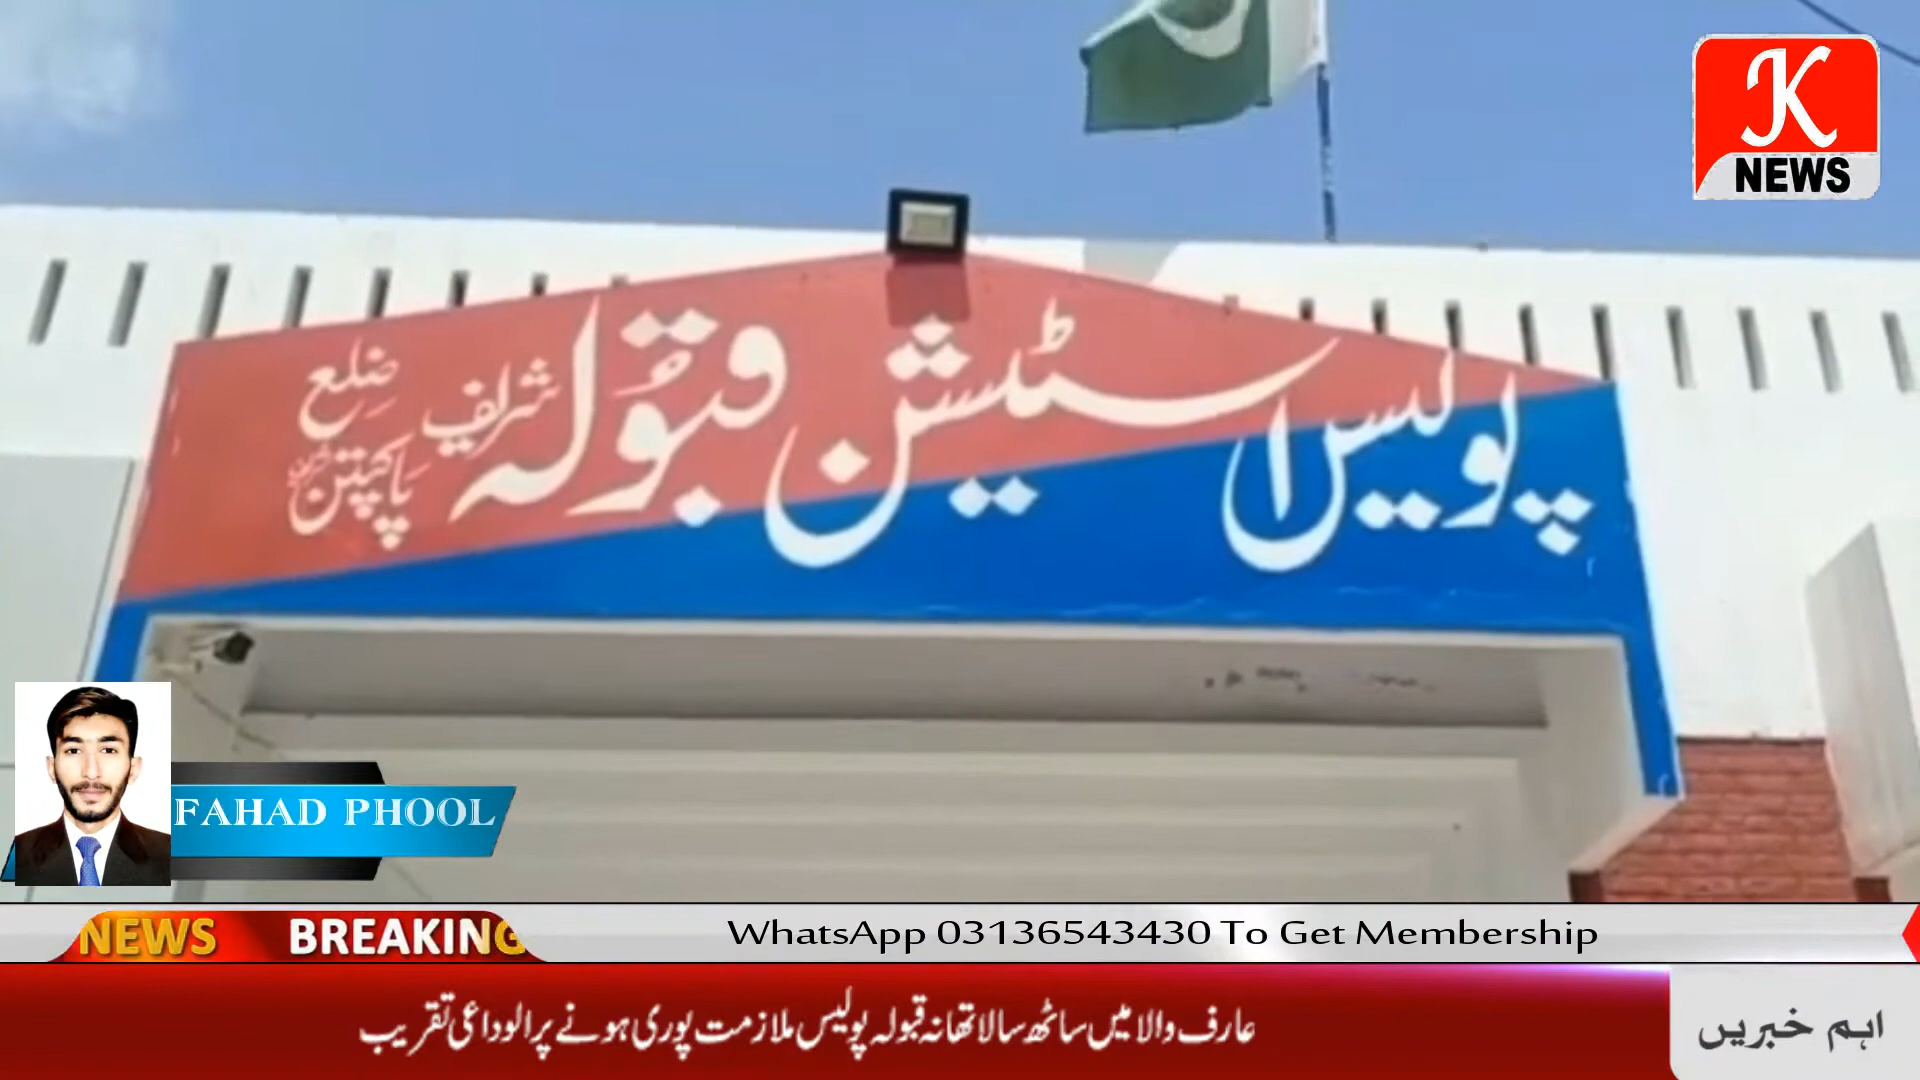 K
NEWS
پولیس اسٹیشن قبولہ شریف
ضلع
پاکپتن شریف
FAHAD PHOOL
NEWS BREAKING
WhatsApp 03136543430 To Get Membership
عارف والا میں ساٹھ سالا تھانہ قبولہ پولیس ملازمت پوری ہونے پر الوداعی تقریب
اہم خبریں